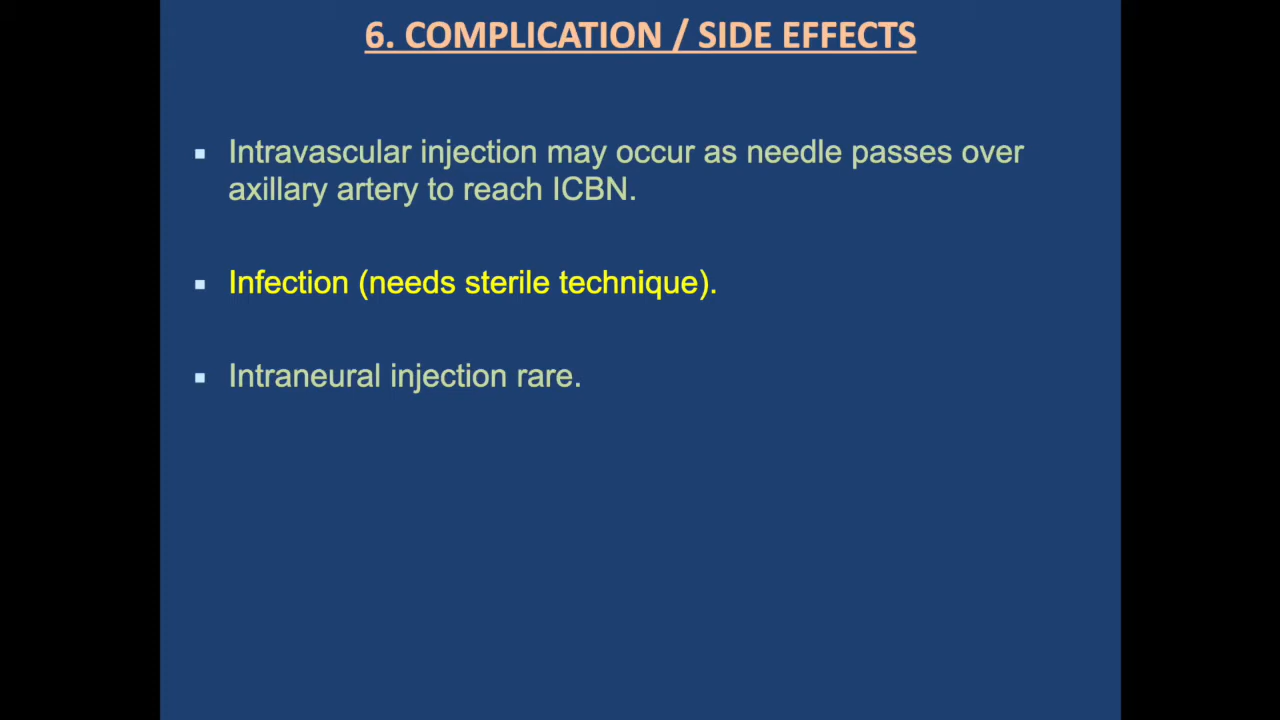 6. COMPLICATION / SIDE EFFECTS
▪ Intravascular injection may occur as needle passes over
axillary artery to reach ICBN.
▪ Infection (needs sterile technique).
▪ Intraneural injection rare.